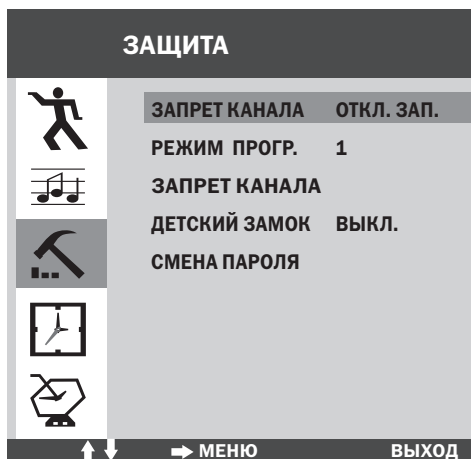 ЗАЩИТА
ЗАПРЕТ КАНАЛА ОТКЛ. ЗАП.
РЕЖИМ ПРОГР. 1
ЗАПРЕТ КАНАЛА
ДЕТСКИЙ ЗАМОК ВЫКЛ.
СМЕНА ПАРОЛЯ
МЕНЮ ВЫХОД